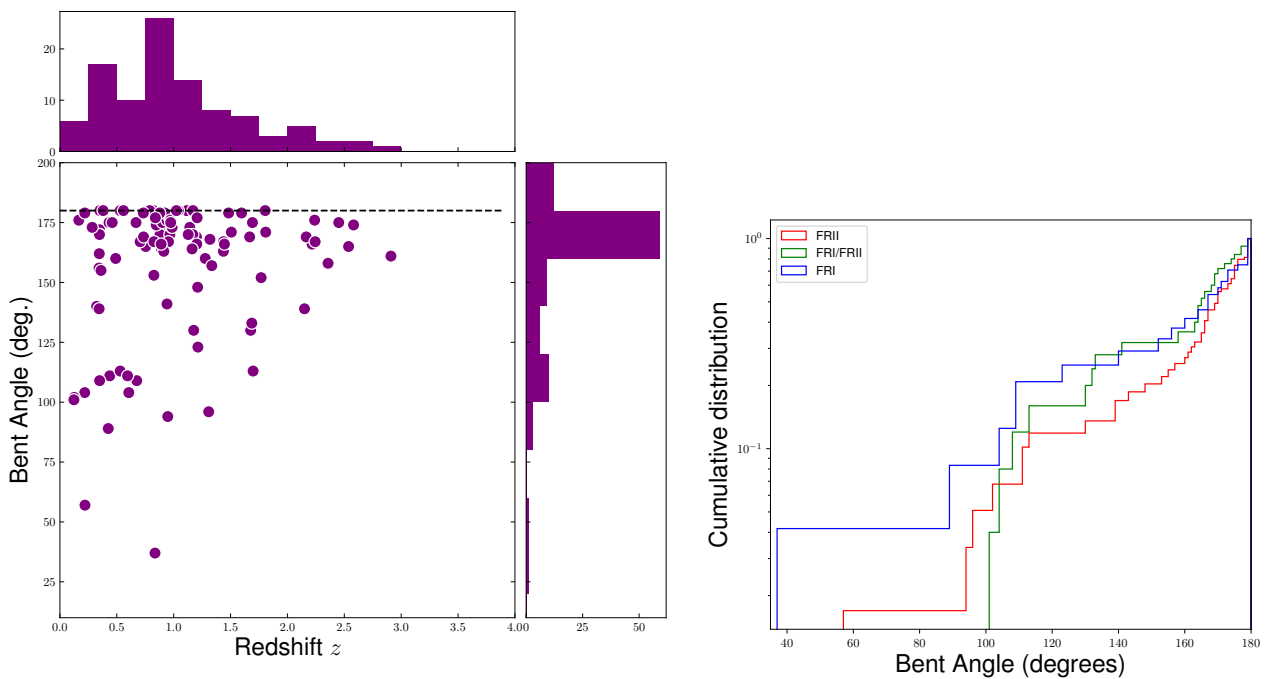 20
10
0
200
175
150
125
100
75
50
25
Bent Angle (deg.)
0.0 0.5 1.0 1.5 2.0 2.5 3.0 3.5 4.0
Redshift z
25 50
FRII
FRI/FRII
FRI
10⁰
10⁻¹
Cumulative distribution
40 60 80 100 120 140 160 180
Bent Angle (degrees)